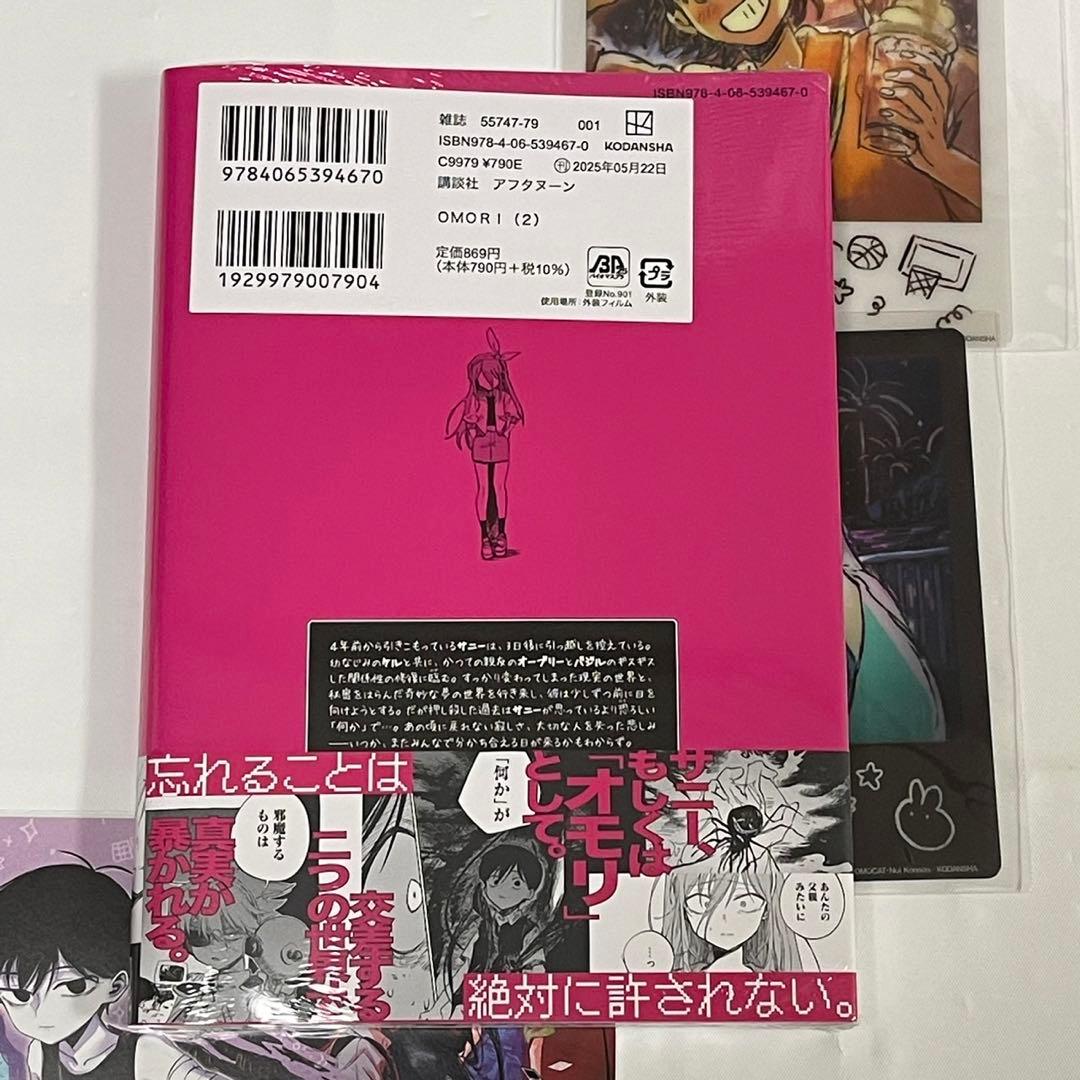 ISBN978-4-06-539467-0
雑誌 55747-79 001
ISBN978-4-06-539467-0 KODANSHA
C9979 ¥790E ㊗2025年05月22日
講談社 アフタヌーン
9784065394670
OMORI(2)
定価869円
(本体790円+税10%)
1929979007904
BP
バイオマスプラ
登録No.901
使用場所:外装フィルム
プラ
外装
4年前から引きこもっているサニーは、3日後に引っ越しを控えている。
幼なじみのケルと共に、かつての親友のオーブリーとバジルのギスギス
した関係性の修復に臨む。すっかり変わってしまった現実の世界と、
秘密をはらんだ奇妙な夢の世界を行き来し、彼は少しずつ前に目を
向けようとする。だが押し殺した過去はサニーが思っているより恐ろしい
「何か」で…。あの頃に戻れない寂しさ、大切な人を失った悲しみ
──いつか、またみんなで分かち合える日が来るかもわからず。
サニー、
もしくは
「オモリ」
として。
「何か」が
あんたの
父親
みたいに
…っ
忘れることは
絶対に許されない。
交差する
二つの世界
邪魔する
ものは
真実が
暴かれる。
KODANSHA
OMOCAT・Nui Konoito・KODANSHA